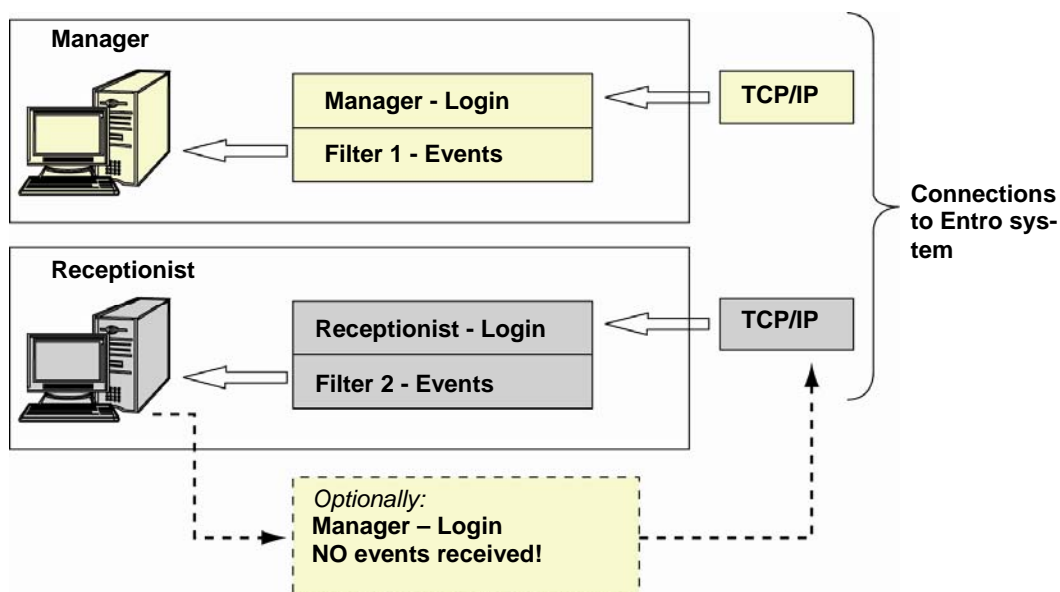 Manager
Manager - Login
TCP/IP
Filter 1 - Events
Connections
to Entro sys-
tem
Receptionist
Receptionist - Login
TCP/IP
Filter 2 - Events
Optionally:
Manager – Login
NO events received!